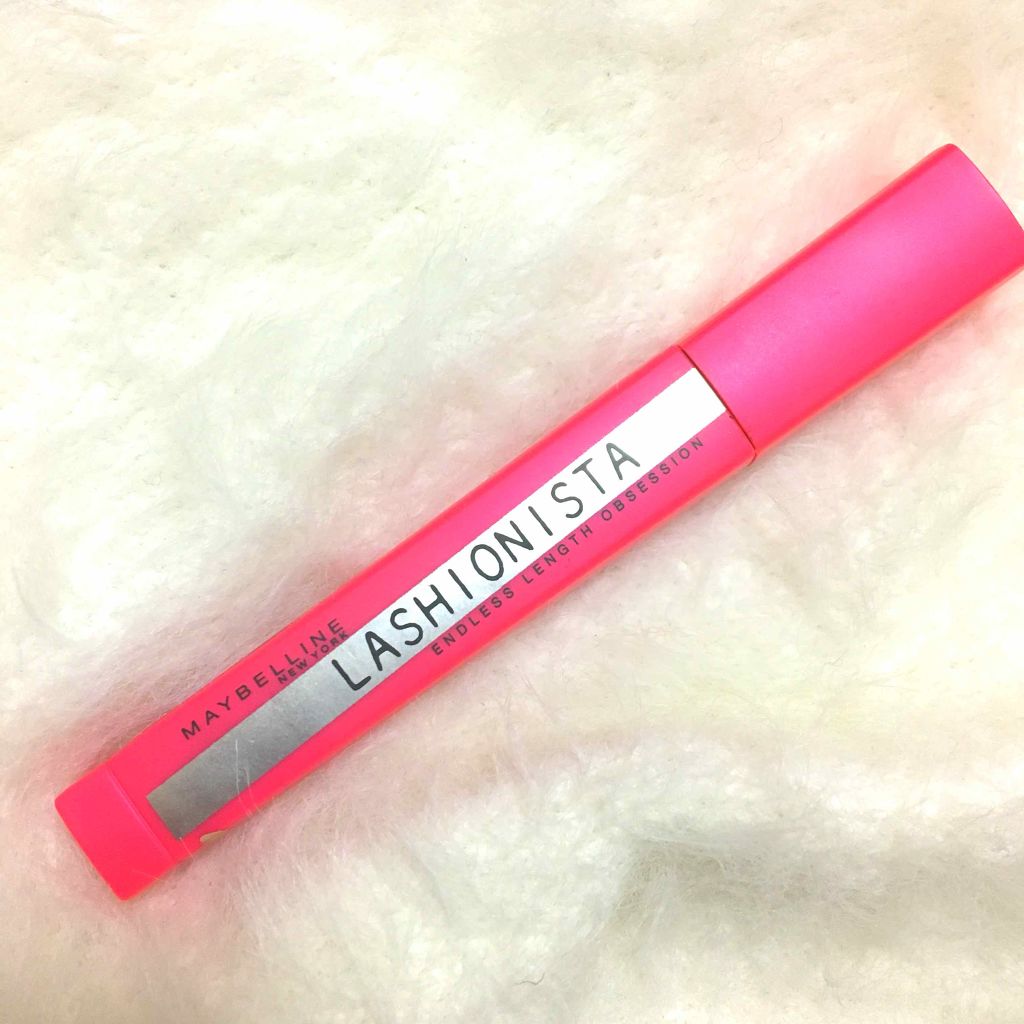 MAYBELLINE
NEW YORK
LASHIONISTA
ENDLESS LENGTH OBSESSION